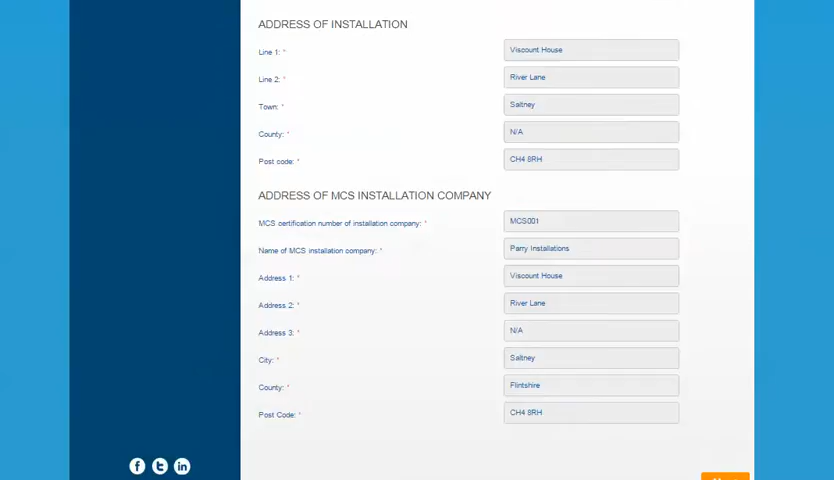 ADDRESS OF INSTALLATION
Line 1: * Viscount House
Line 2: * River Lane
Town: * Saltney
County: * N/A
Post code: * CH4 8RH
ADDRESS OF MCS INSTALLATION COMPANY
MCS certification number of installation company: * MCS001
Name of MCS installation company: * Parry Installations
Address 1: * Viscount House
Address 2: * River Lane
Address 3: * N/A
City: * Saltney
County: * Flintshire
Post Code: * CH4 8RH